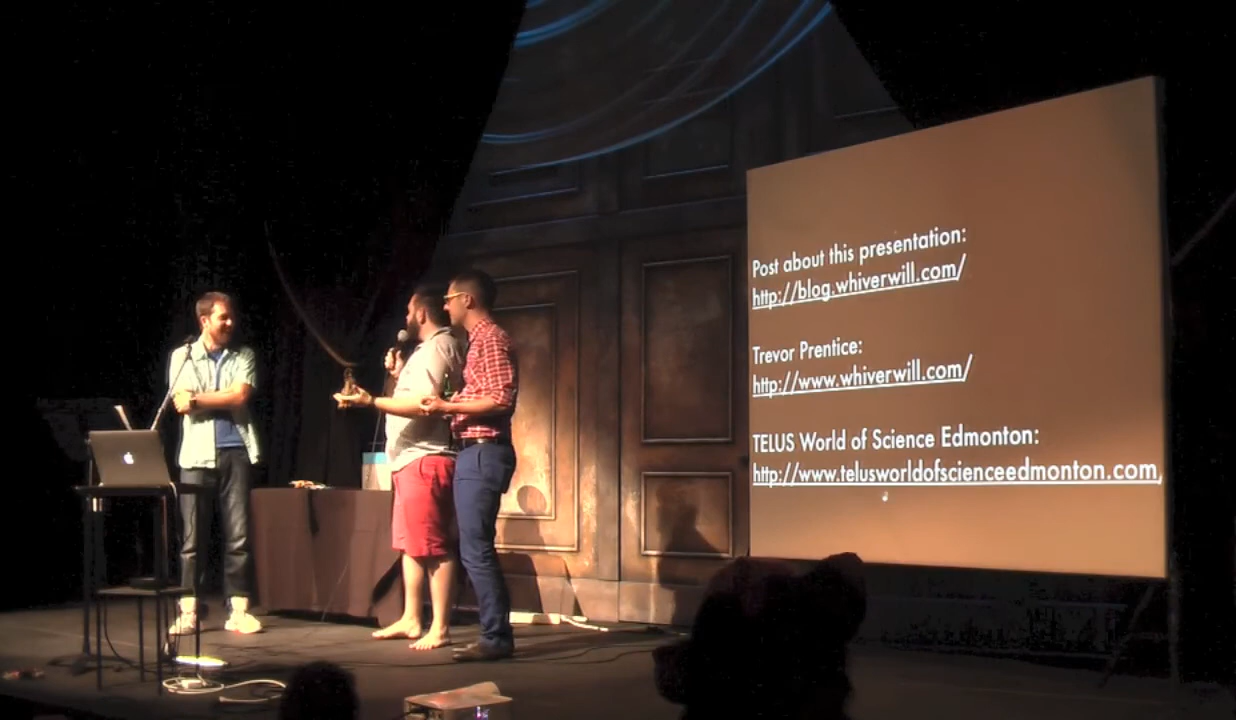 Post about this presentation:
http://blog.whiverwill.com/
Trevor Prentice:
http://www.whiverwill.com/
TELUS World of Science Edmonton:
http://www.telusworldofscienceedmonton.com/